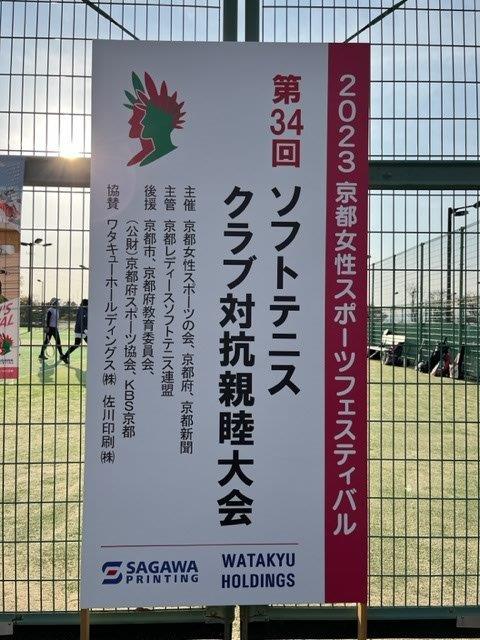 2023 京都女性スポーツフェスティバル
第34回
ソフトテニス
クラブ対抗親睦大会
主催 京都女性スポーツの会、京都府、京都新聞
主管 京都レディースソフトテニス連盟
後援 京都市、京都府教育委員会、
(公財)京都府スポーツ協会、KBS京都
協賛 ワタキューホールディングス㈱ 佐川印刷㈱
SAGAWA
PRINTING
WATAKYU
HOLDINGS